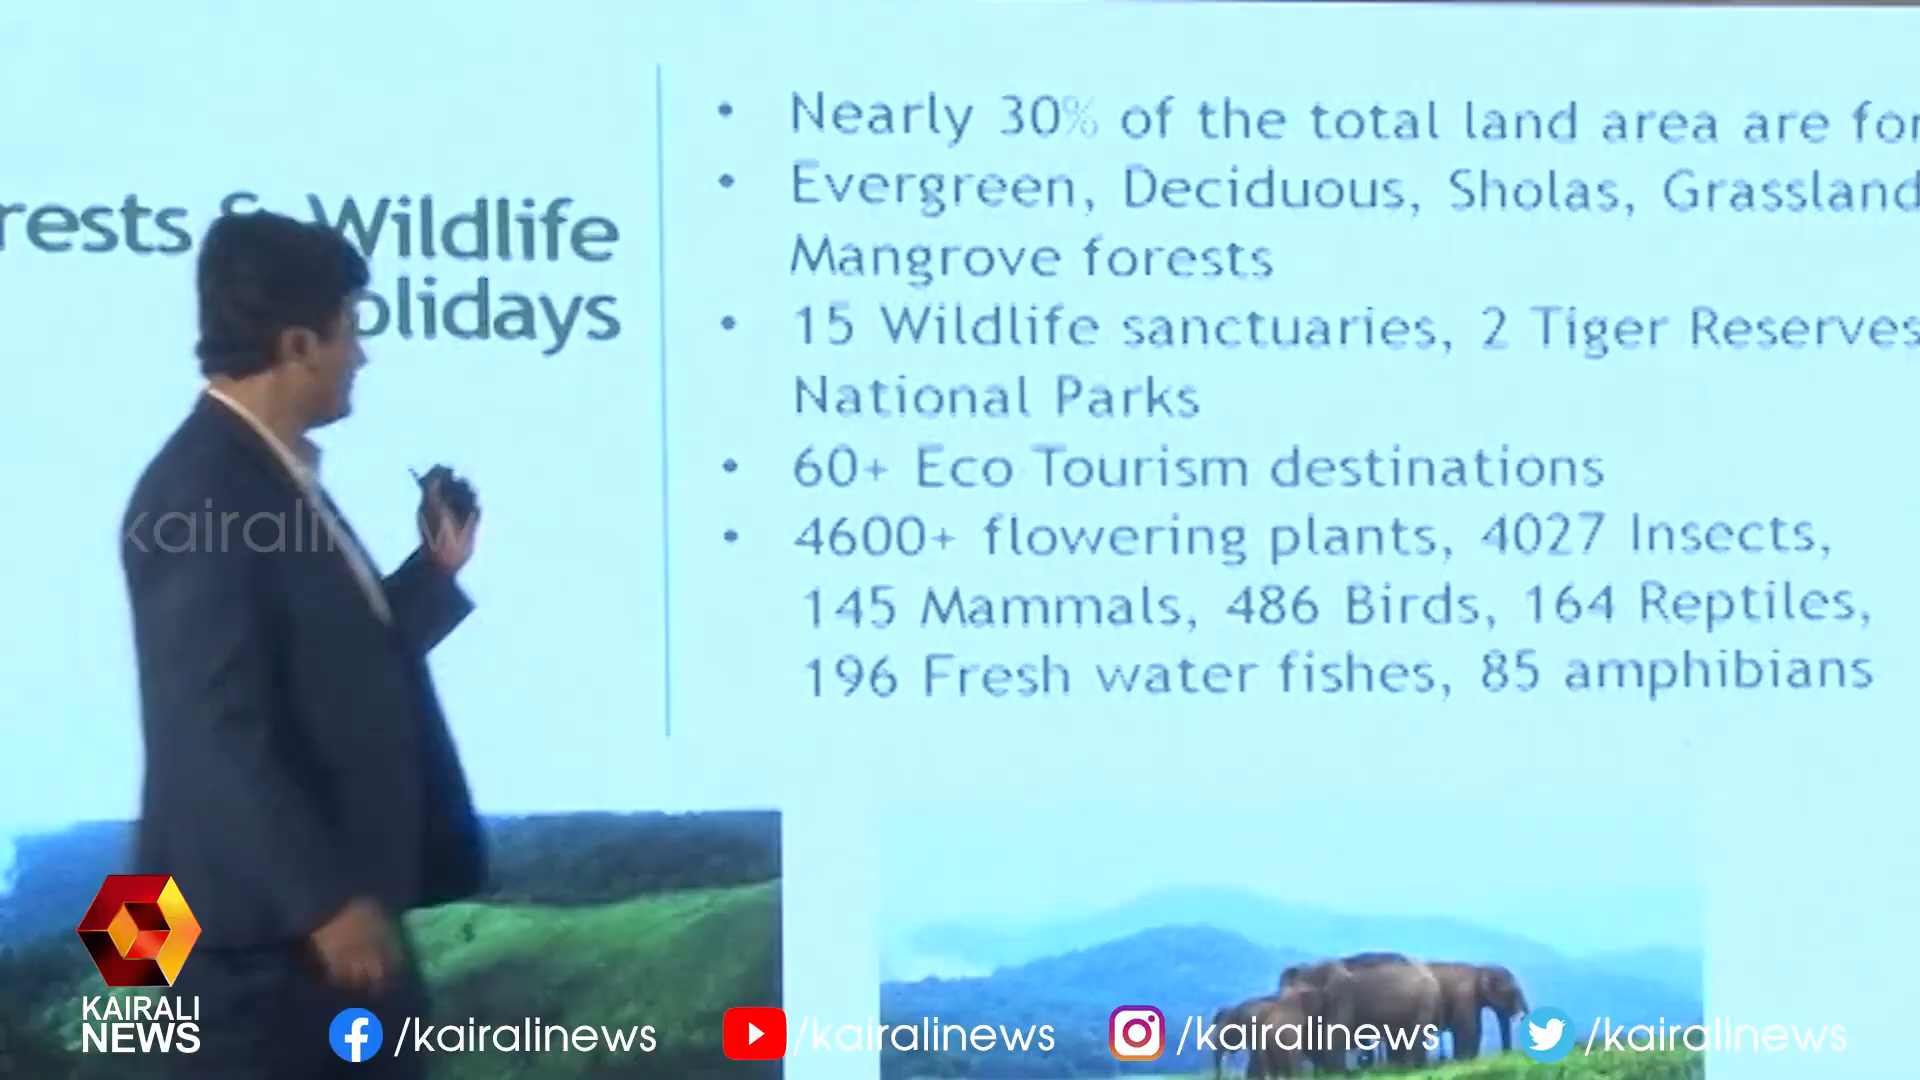 rests & Wildlife
olidays
• Nearly 30% of the total land area are for
• Evergreen, Deciduous, Sholas, Grassland
Mangrove forests
• 15 Wildlife sanctuaries, 2 Tiger Reserves
National Parks
• 60+ Eco Tourism destinations
• 4600+ flowering plants, 4027 Insects,
145 Mammals, 486 Birds, 164 Reptiles,
196 Fresh water fishes, 85 amphibians
kairalinew
KAIRALI
NEWS
/kairalinews
/kairalinews
/kairalinews
/kairalinews